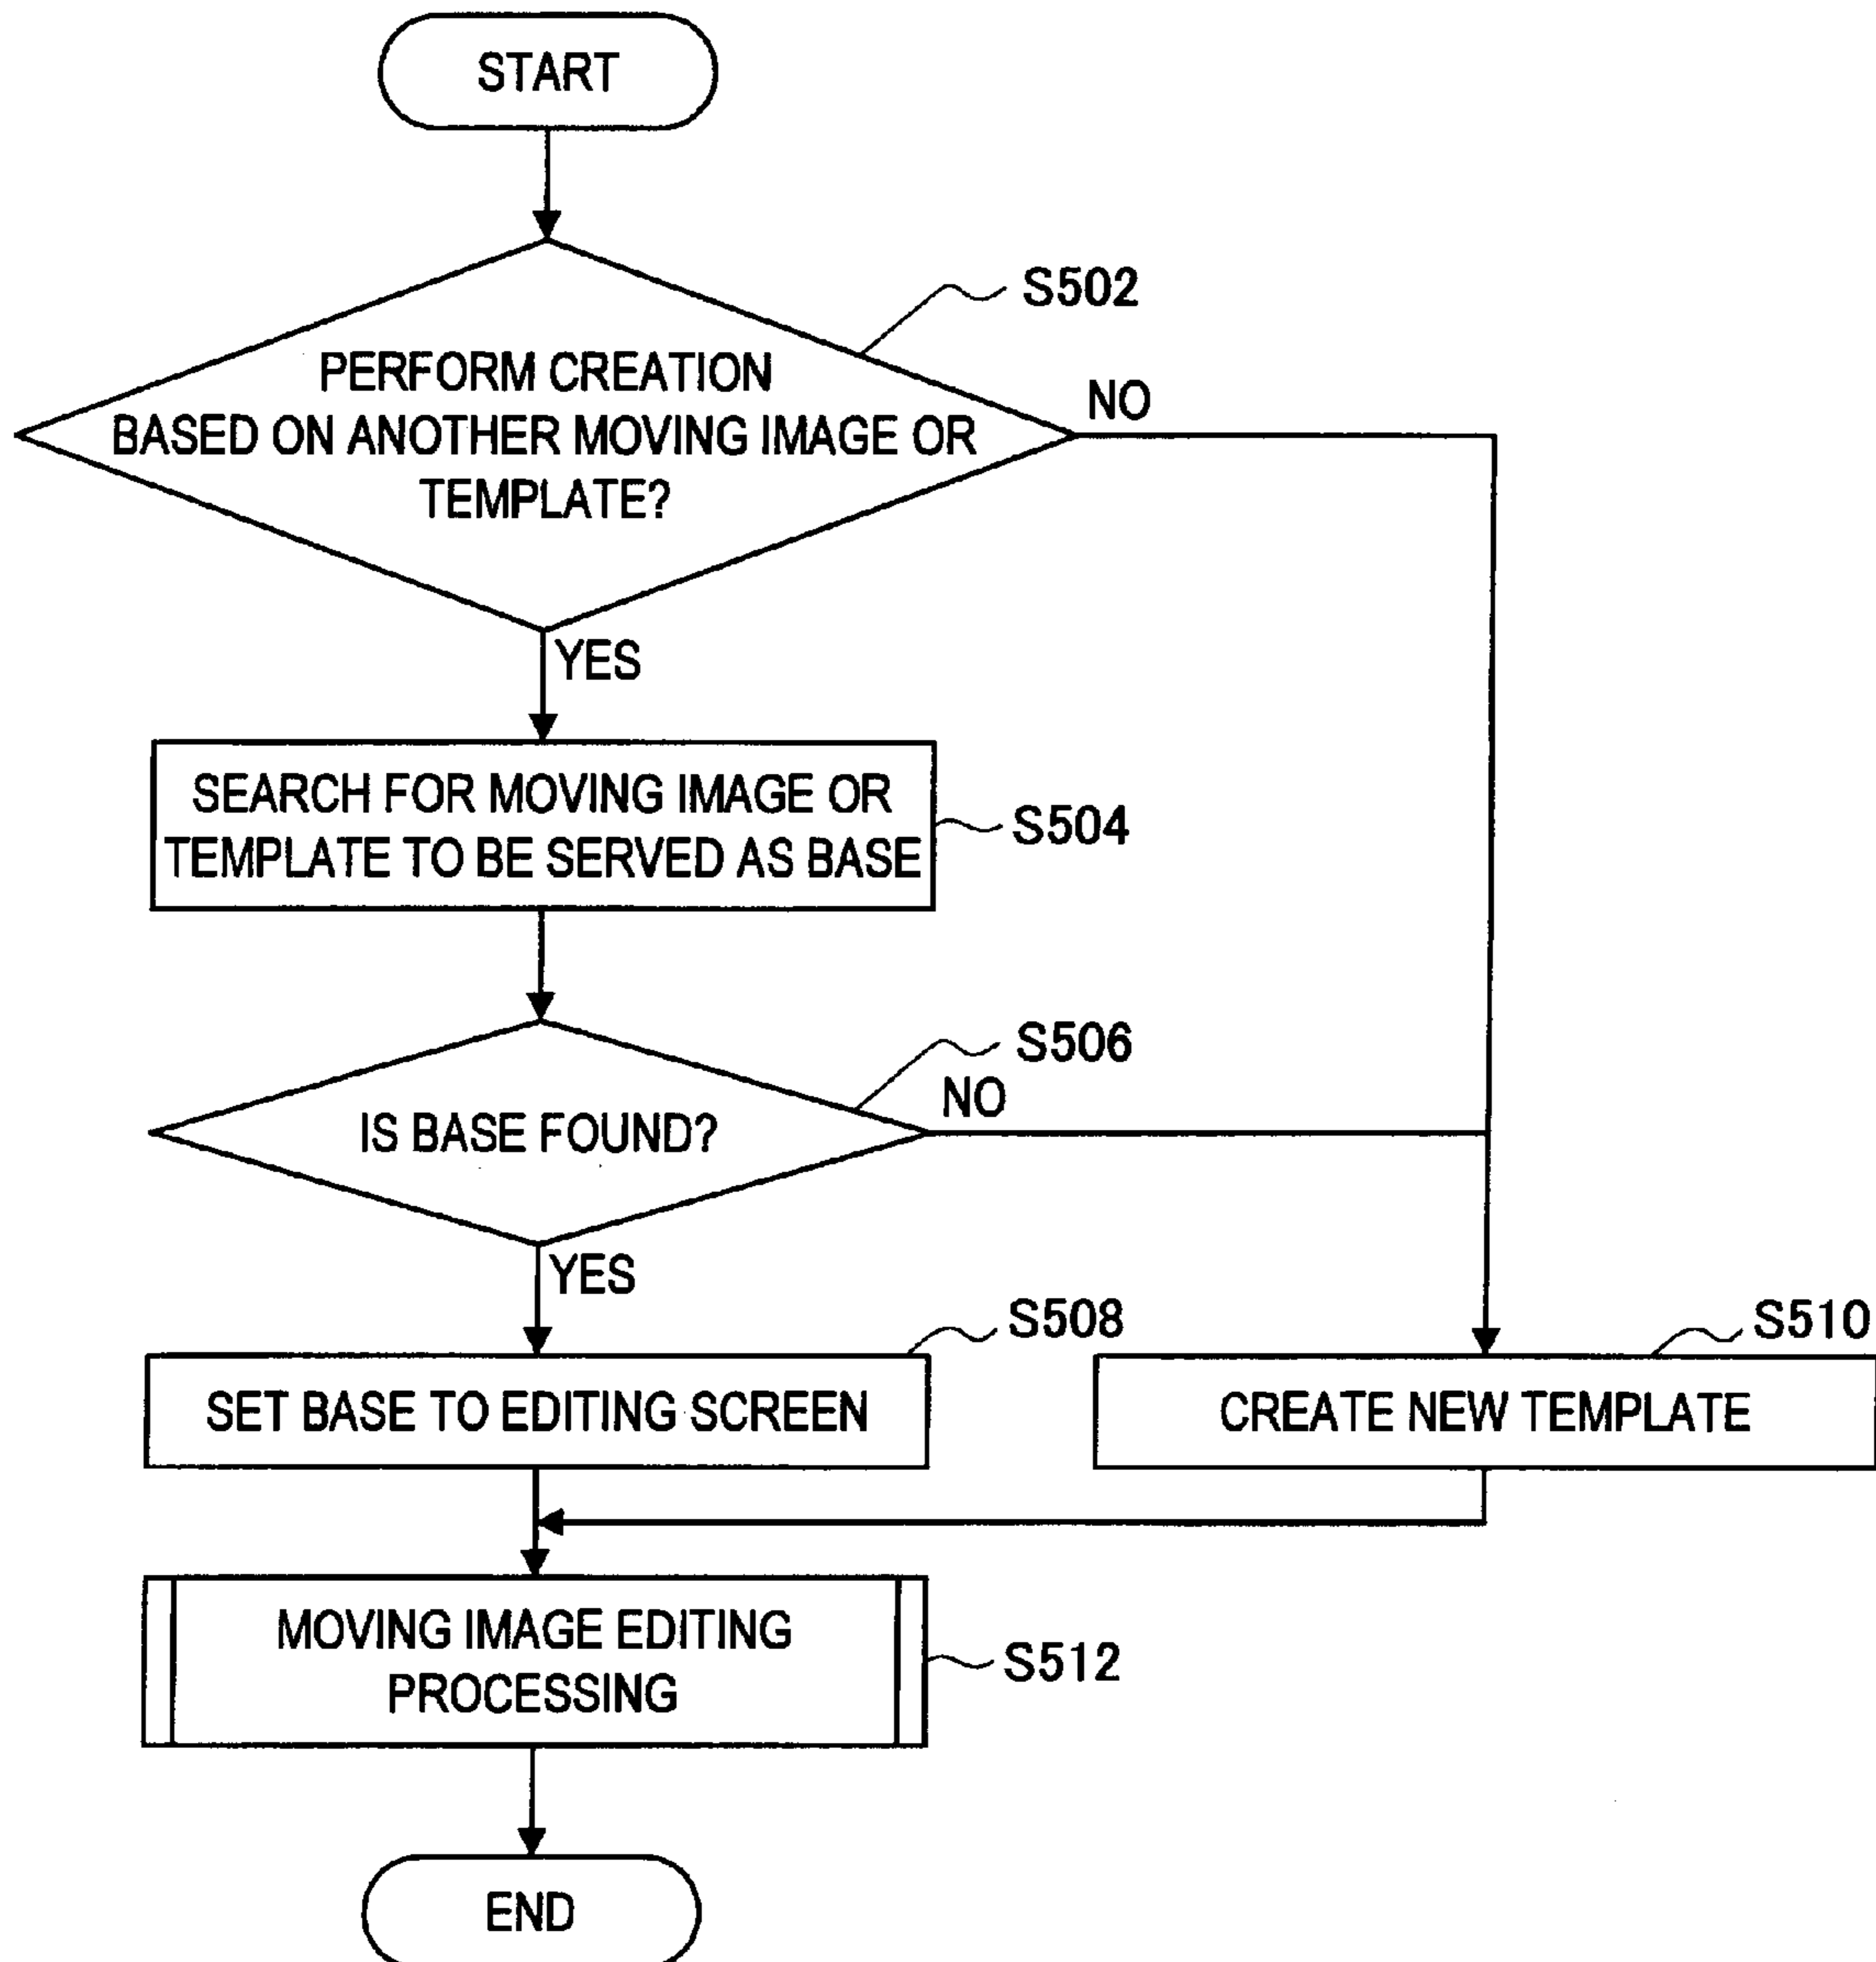 START
S502
PERFORM CREATION
BASED ON ANOTHER MOVING IMAGE OR
TEMPLATE?
NO
YES
SEARCH FOR MOVING IMAGE OR
TEMPLATE TO BE SERVED AS BASE
S504
S506
NO
IS BASE FOUND?
YES
S508
S510
SET BASE TO EDITING SCREEN
CREATE NEW TEMPLATE
MOVING IMAGE EDITING
PROCESSING
S512
END